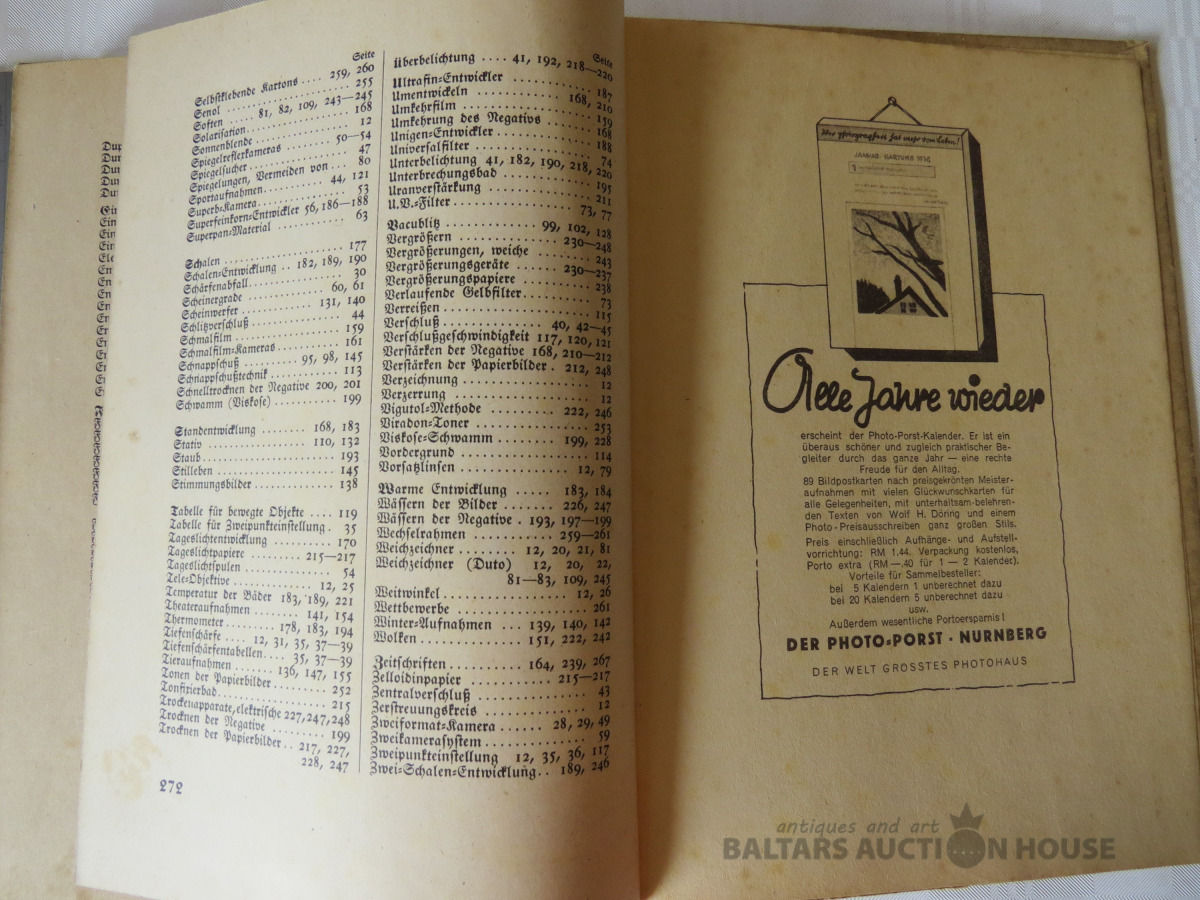 Seite
Selbstklebende Kartons .... 259, 260
Senol .................... 255
Soften ..... 81, 82, 109, 243—245
Solarisation................ 168
Sonnenblende ............... 12
Spiegelreflexkameras ....... 50—54
Spiegelsucher............... 47
Spiegelungen, Vermeiden von ... 80
Sportaufnahmen ......... 44, 121
Superb-Kamera............... 53
Superfeinkorn-Entwickler 56, 186—188
Superpan-Material ........... 63
Schalen .................... 177
Schalen-Entwicklung .. 182, 189, 190
Schärfenabfall............... 30
Scheinergrade ............ 60, 61
Scheinwerfer ........... 131, 140
Schlitzverschluß ............. 44
Schmalfilm .................. 159
Schmalfilm-Kameras........... 161
Schnappschuß ....... 95, 98, 145
Schnappschußtechnik .......... 113
Schnelltrocknen der Negative 200, 201
Schwamm (Viskose) .......... 199
Standentwicklung ........ 168, 183
Stativ ................ 110, 132
Staub...................... 193
Stilleben ................... 145
Stimmungsbilder ............. 138
Tabelle für bewegte Objekte .... 119
Tabelle für Zweipunkteinstellung. 35
Tageslichtentwicklung .......... 170
Tageslichtpapiere ....... 215—217
Tageslichtspulen .............. 54
Tele-Objektive ............ 12, 25
Temperatur der Bäder 183, 189, 221
Theateraufnahmen ....... 141, 154
Thermometer ....... 178, 183, 194
Tiefenschärfe .. 12, 31, 35, 37—39
Tiefenschärfentabellen.... 35, 37—39
Tieraufnahmen ..... 136, 147, 155
Tonen der Papierbilder.......... 252
Tonfixierbad................. 215
Trockenapparate, elektrische 227, 247, 248
Trocknen der Negative ......... 199
Trocknen der Papierbilder.. 217, 227,
228, 247
272
Seite
Überbelichtung .... 41, 192, 218—220
Ultrafin-Entwickler ........... 187
Umentwickeln ........... 168, 210
Umkehrfilm ................. 159
Umkehrung des Negativs ...... 168
Unigen-Entwickler............. 188
Universalfilter ................ 74
Unterbelichtung 41, 182, 190, 218, 220
Unterbrechungsbad ........... 195
Uranverstärkung ............. 211
U.V.-Filter................ 73, 77
Vacublitz ............ 99, 102, 128
Vergrößern ............. 230—248
Vergrößerungen, weiche ....... 243
Vergrößerungsgeräte ..... 230—237
Vergrößerungspapiere ......... 238
Verlaufende Gelbfilter.......... 73
Verreißen ................... 115
Verschluß ............ 40, 42—45
Verschlußgeschwindigkeit 117, 120, 121
Verstärken der Negative 168, 210—212
Verstärken der Papierbilder. 212, 248
Verzeichnung ................. 12
Verzerrung ................... 12
Vigutol-Methode ........ 222, 246
Viradon-Toner ............... 253
Viskose-Schwamm ....... 199, 228
Vordergrund ................. 114
Vorsatzlinsen ............. 12, 79
Warme Entwicklung ..... 183, 184
Wässern der Bilder ....... 226, 247
Wässern der Negative . 193, 197—199
Wechselrahmen ......... 259—261
Weichzeichner ........ 12, 20, 21, 81
Weichzeichner (Duto) 12, 20, 22,
81—83, 109, 245
Weitwinkel ............... 12, 26
Wettbewerbe ................ 261
Winter-Aufnahmen ... 139, 140, 142
Wolken ............ 151, 222, 242
Zeitschriften ........ 164, 239, 267
Zelloidinpapier .......... 215—217
Zentralverschluß .............. 43
Zerstreuungskreis .............. 12
Zweiformat-Kamera ..... 28, 29, 49
Zweikamerasystem ............. 59
Zweipunkteinstellung 12, 35, 36, 117
Zwei-Schalen-Entwicklung.. 189, 246
Alle Jahre wieder
erscheint der Photo-Porst-Kalender. Er ist ein
überaus schöner und zugleich praktischer Be-
gleiter durch das ganze Jahr — eine rechte
Freude für den Alltag.
89 Bildpostkarten nach preisgekrönten Meister-
aufnahmen mit vielen Glückwunschkarten für
alle Gelegenheiten, mit unterhaltsam-belehren-
den Texten von Wolf H. Döring und einem
Photo-Preisausschreiben ganz großen Stils.
Preis einschließlich Aufhänge- und Aufstell-
vorrichtung: RM 1.44. Verpackung kostenlos,
Porto extra (RM —.40 für 1 — 2 Kalender).
Vorteile für Sammelbesteller:
bei 5 Kalendern 1 unberechnet dazu
bei 20 Kalendern 5 unberechnet dazu
usw.
Außerdem wesentliche Portoersparnis!
DER PHOTO-PORST · NURNBERG
DER WELT GROSSTES PHOTOHAUS
antiques and art
BALTARS AUCTION HOUSE